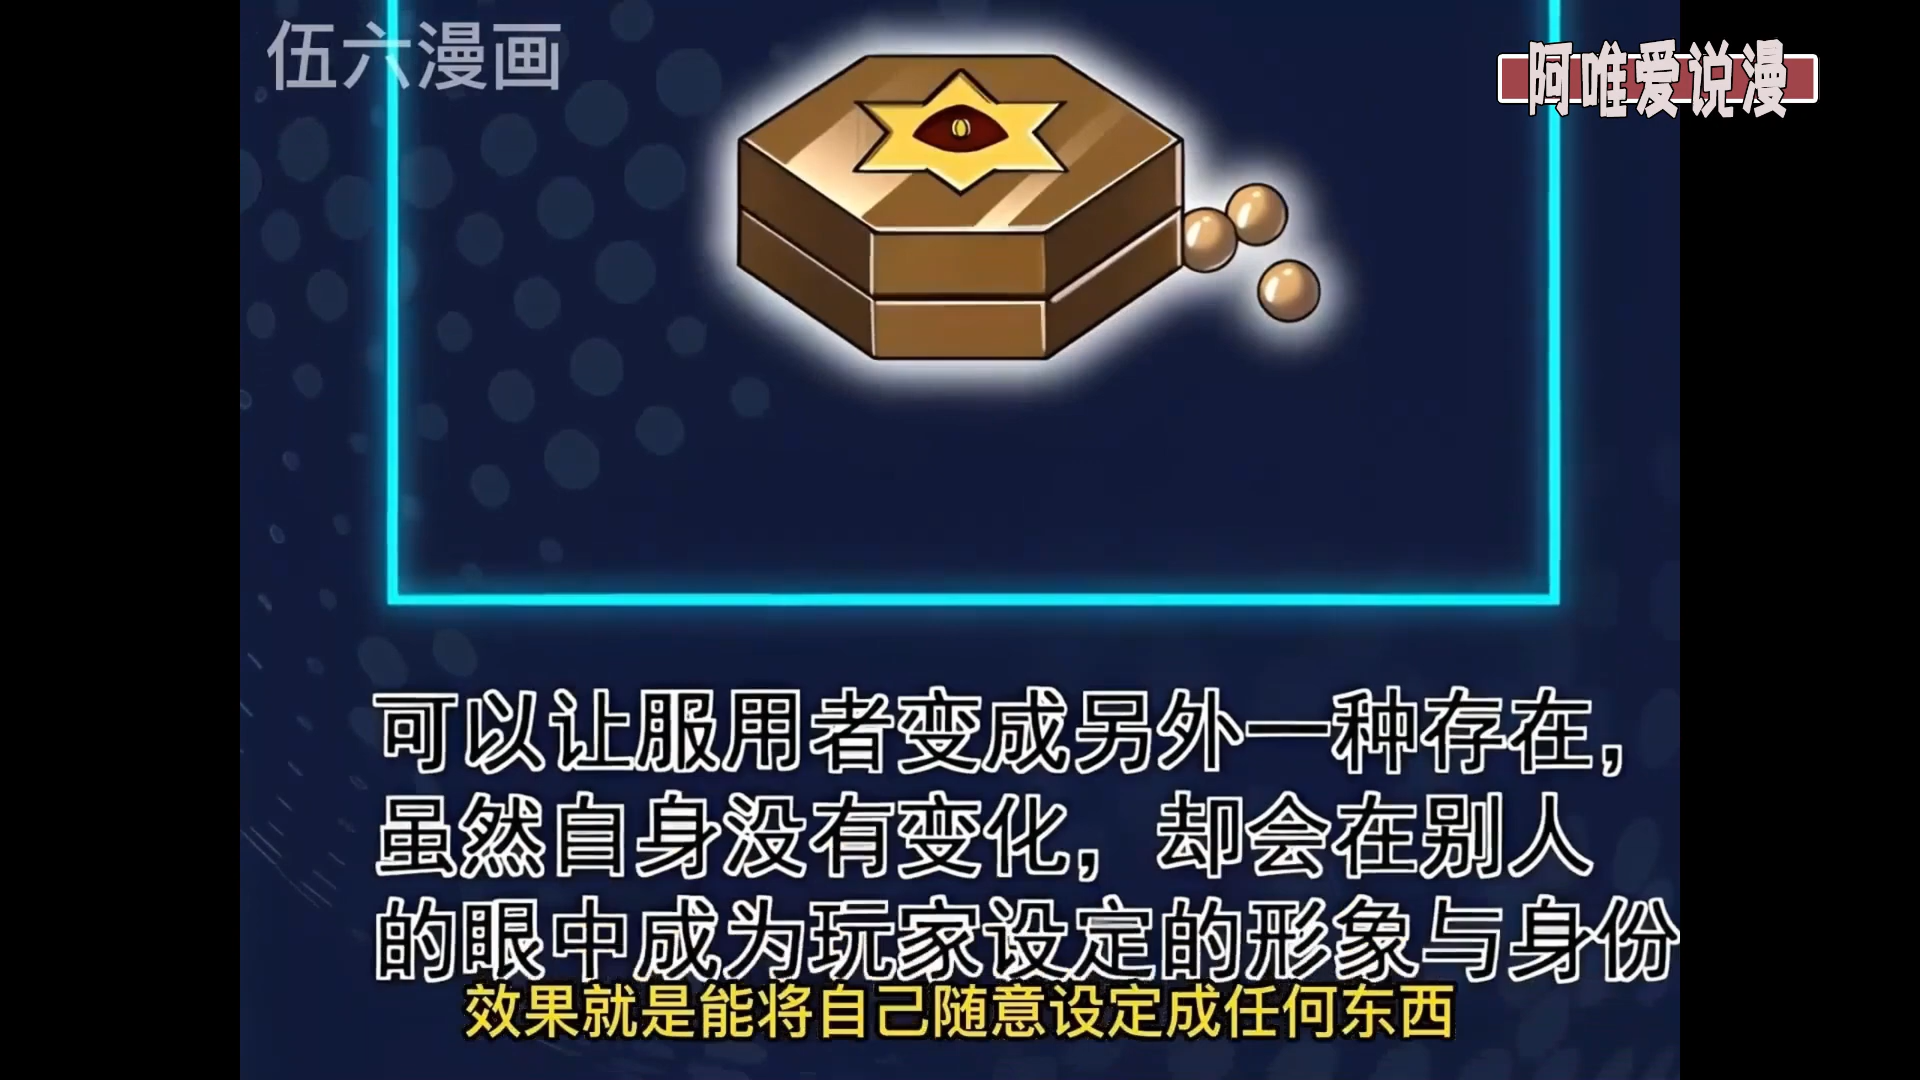 伍六漫画
阿唯爱说漫
可以让服用者变成另外一种存在，
虽然自身没有变化，却会在别人
的眼中成为玩家设定的形象与身份
效果就是能将自己随意设定成任何东西